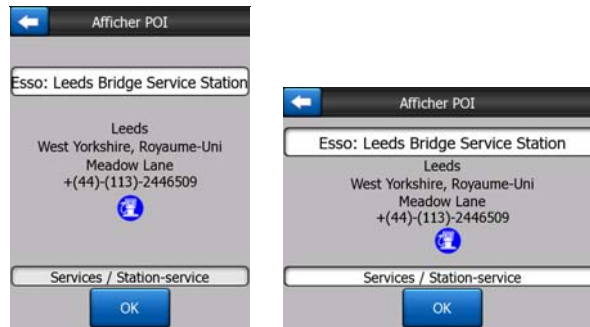 Afficher POI
Esso: Leeds Bridge Service Station
Leeds
West Yorkshire, Royaume-Uni
Meadow Lane
+(44)-(113)-2446509
Services / Station-service
OK
Afficher POI
Esso: Leeds Bridge Service Station
Leeds
West Yorkshire, Royaume-Uni
Meadow Lane
+(44)-(113)-2446509
Services / Station-service
OK